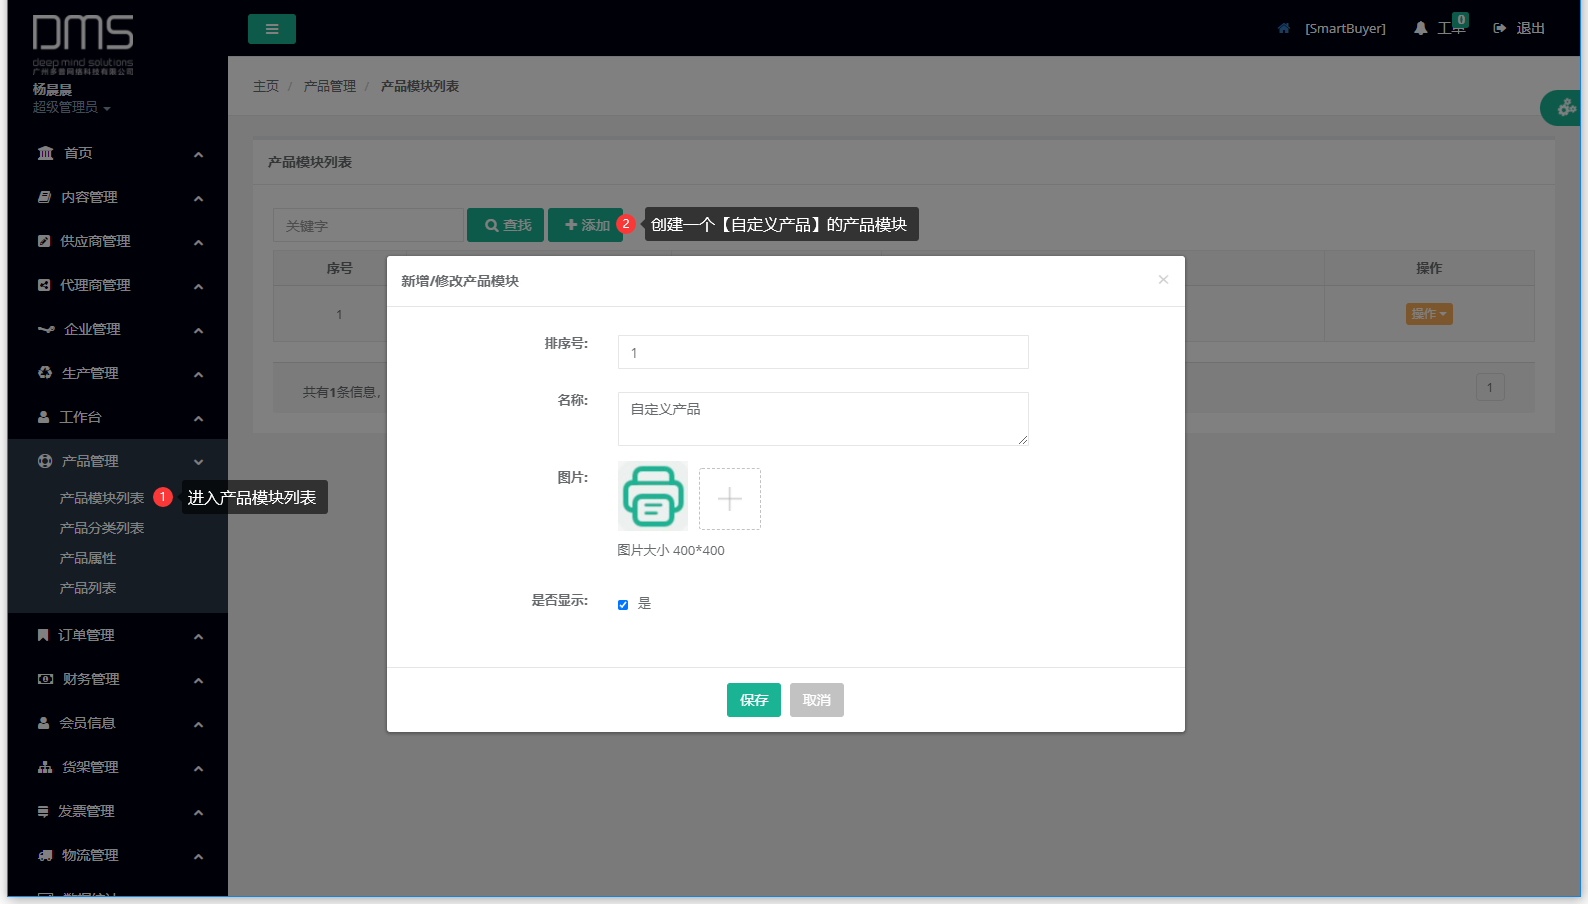 DMS
deep mind solutions
广州多普网络科技有限公司
杨晨晨
超级管理员
[SmartBuyer]
工单
0
退出
主页 / 产品管理 / 产品模块列表
首页
内容管理
供应商管理
代理商管理
企业管理
生产管理
工作台
产品管理
产品模块列表
1 进入产品模块列表
产品分类列表
产品属性
产品列表
订单管理
财务管理
会员信息
货架管理
发票管理
物流管理
产品模块列表
关键字
查找
添加
2 创建一个【自定义产品】的产品模块
序号
操作
1
操作
共有1条信息,
1
新增/修改产品模块
×
排序号:
1
名称:
自定义产品
图片:
图片大小 400*400
是否显示:
是
保存
取消